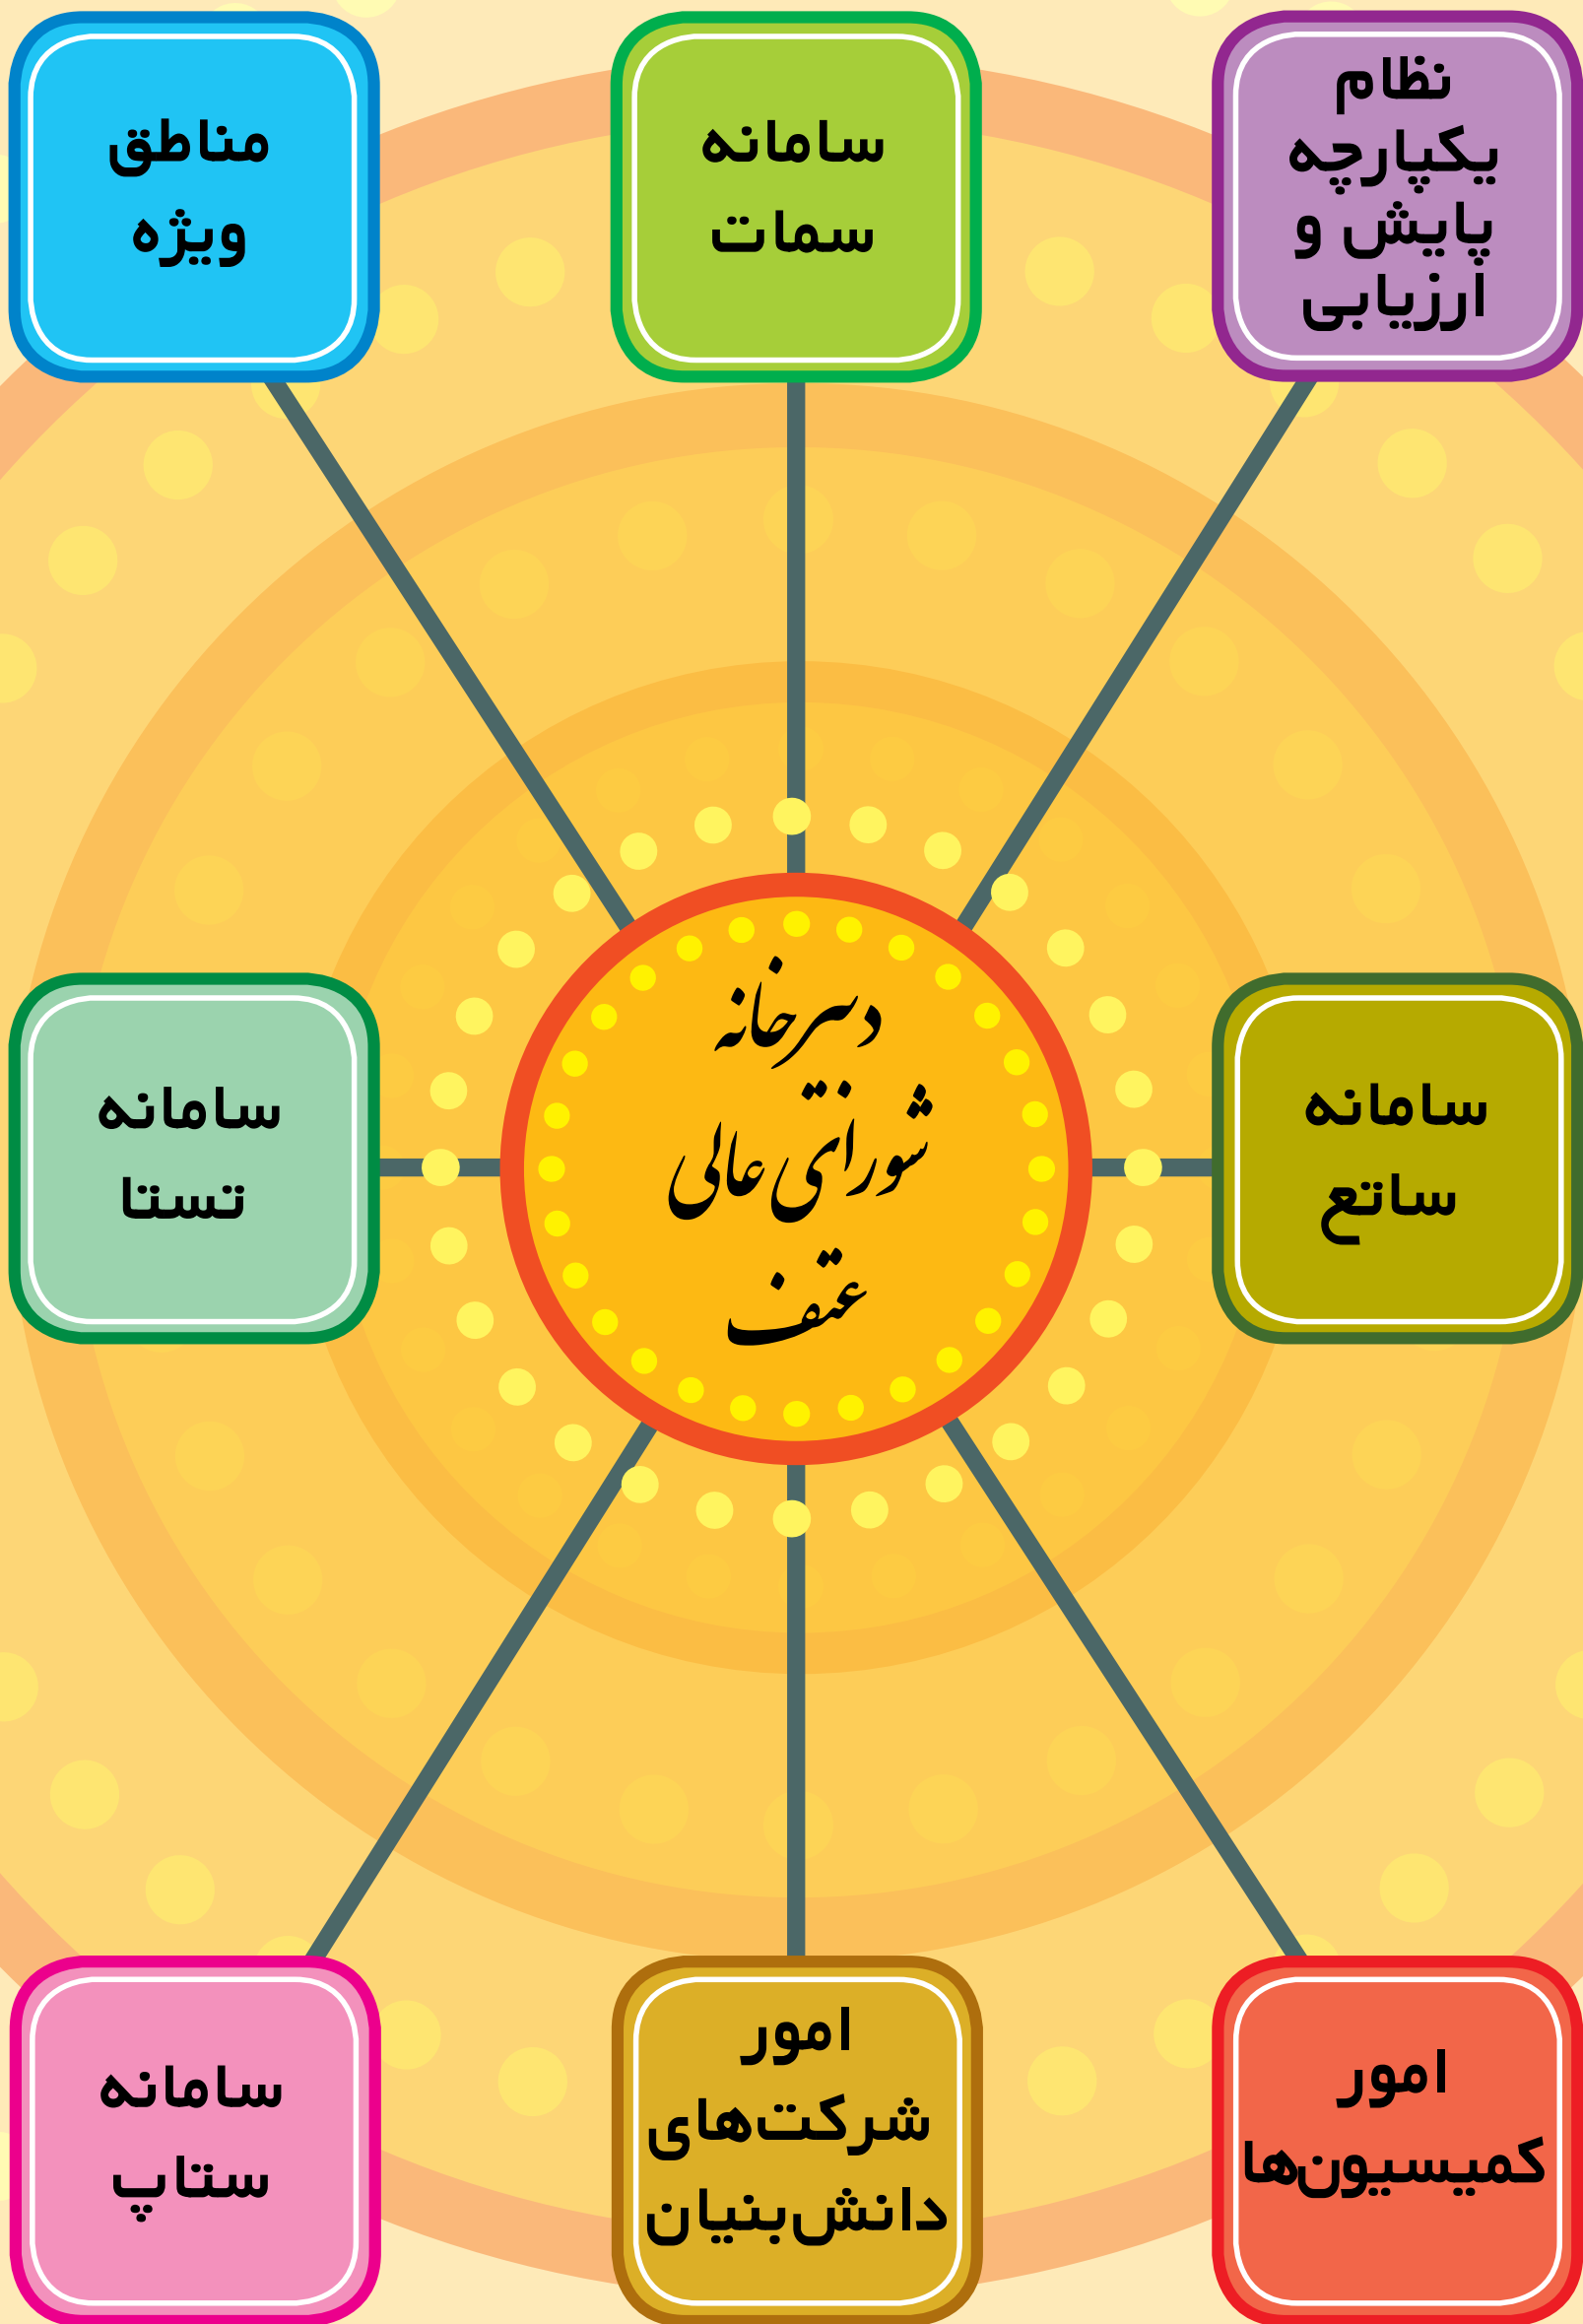 نظام
یکپارچه
پایش و
ارزیابی
سامانه
سمات
مناطق
ویژه
سامانه
ساتع
دبیرخانه
شورای عالی
عتف
سامانه
تستا
امور
کمیسیون‌ها
امور
شرکت‌های
دانش‌بنیان
سامانه
ستاپ